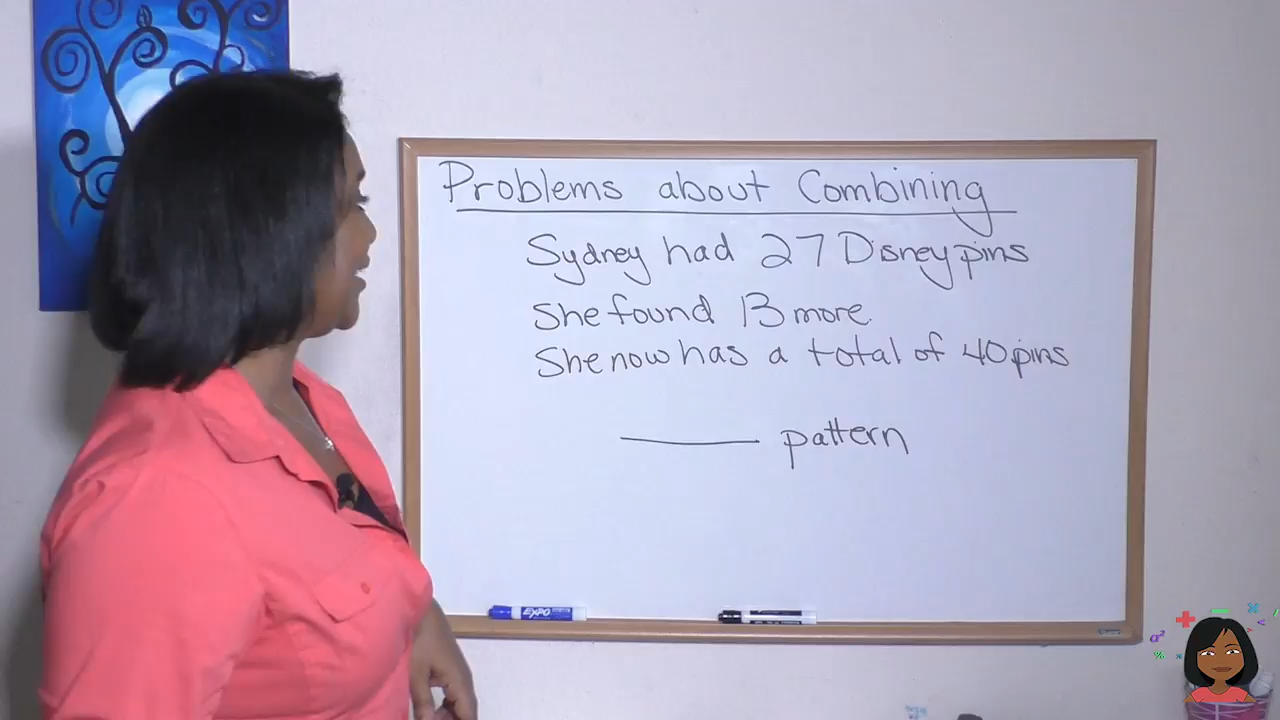 Problems about Combining
Sydney had 27 Disney pins
She found 13 more.
She now has a total of 40 pins
pattern
EXPO